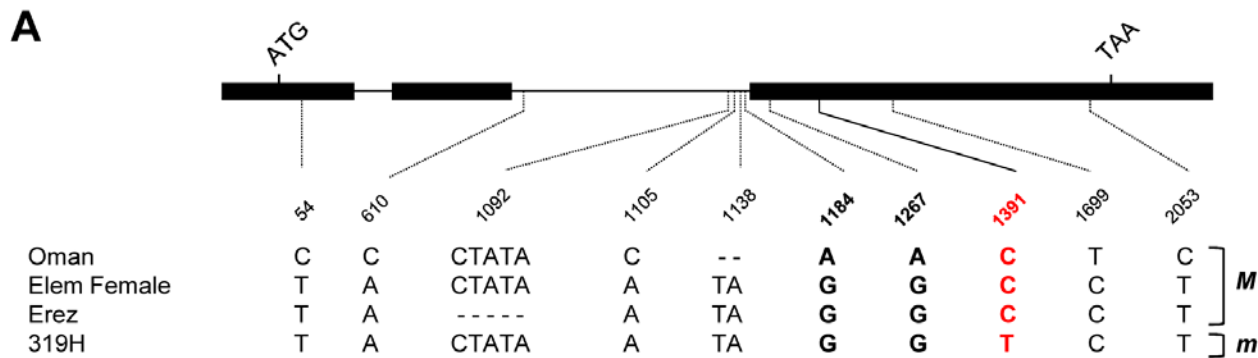 A
ATG TAA
54 610 1092 1105 1138 1184 1267 1391 1699 2053
Oman C C CTATA C -- A A C T C
Elem Female T A CTATA A TA G G C C T
Erez T A ----- A TA G G C C T
319H T A CTATA A TA G G T C T
M
m